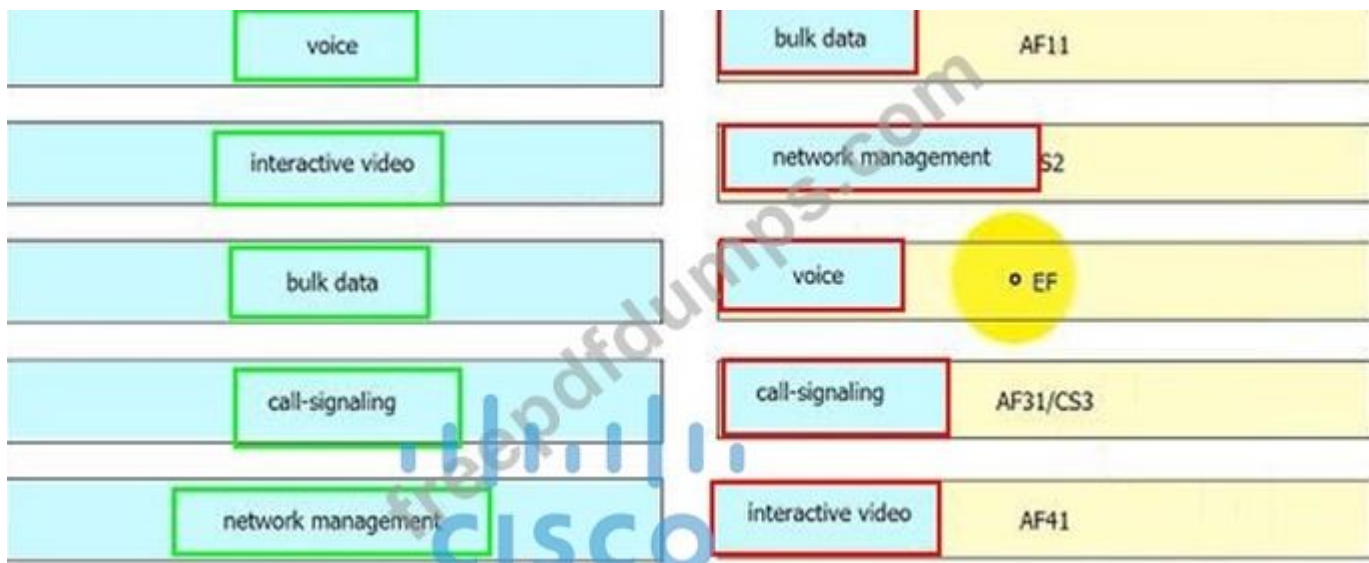 voice
bulk data AF11
interactive video
network management S2
bulk data
voice EF
call-signaling
call-signaling AF31/CS3
network management
interactive video AF41
freepdfdumps.com
CISCO